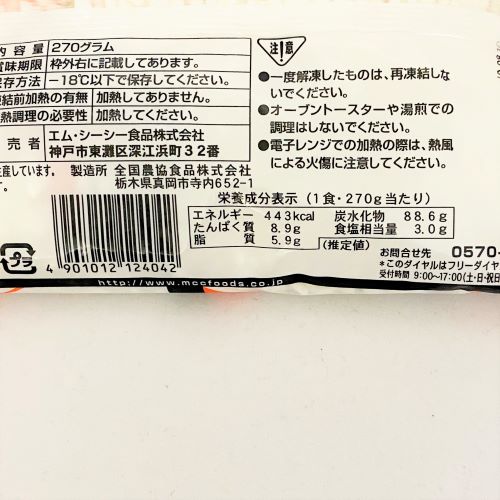 内容量 270グラム
賞味期限 枠外右に記載してあります。
保存方法 −18℃以下で保存してください。
凍結前加熱の有無 加熱してありません。
加熱調理の必要性 加熱してください。
売者 エム・シーシー食品株式会社
神戸市東灘区深江浜町32番
生産しています。 製造所 全国農協食品株式会社
栃木県真岡市寺内652-1
注意
●一度解凍したものは、再凍結しな
いでください。
●オーブントースターや湯煎での
調理はしないでください。
●電子レンジでの加熱の際は、熱風
による火傷に注意してください。
栄養成分表示(1食・270g当たり)
エネルギー 443kcal 炭水化物 88.6g
たんぱく質 8.9g 食塩相当量 3.0g
脂質 5.9g (推定値)
お問合せ先 0570-
*このダイヤルはフリーダイヤ
受付時間 9:00〜17:00(土・日・祝日
プラ
4 901012 124042
http://www.mccfoods.co.jp